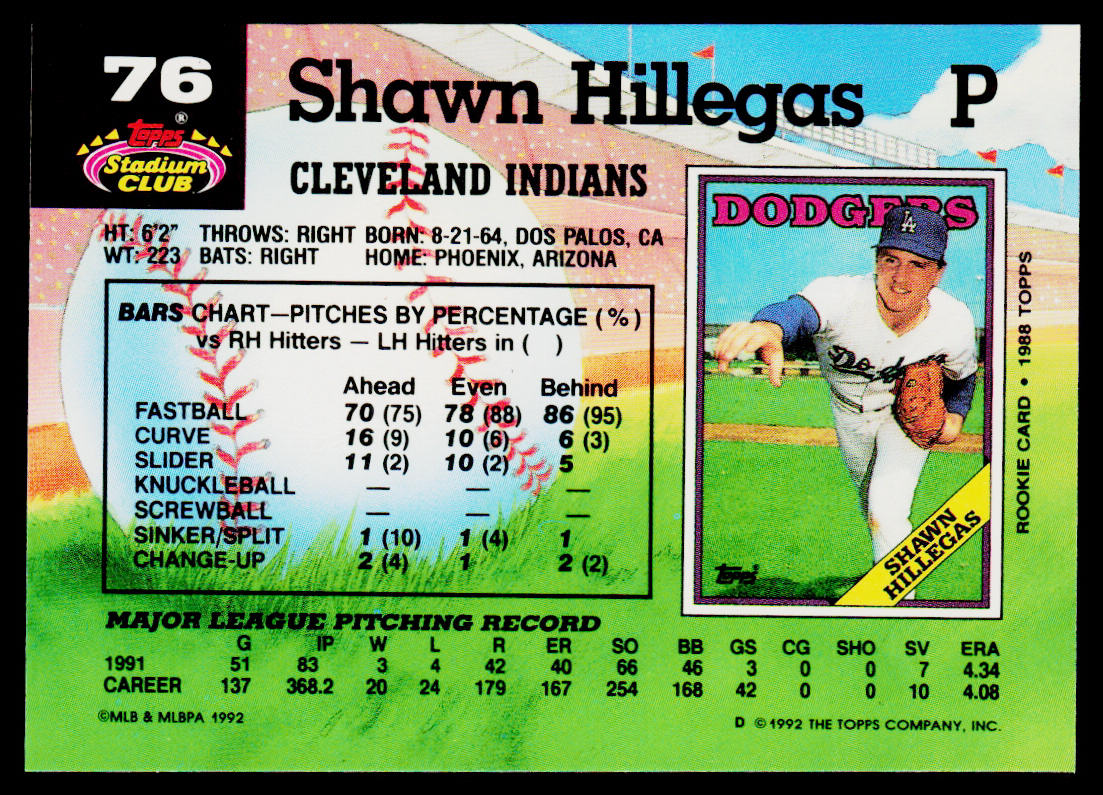 76
Topps ®
Stadium
CLUB
Shawn Hillegas P
CLEVELAND INDIANS
HT: 6'2" THROWS: RIGHT BORN: 8-21-64, DOS PALOS, CA
WT: 223 BATS: RIGHT HOME: PHOENIX, ARIZONA
BARS CHART—PITCHES BY PERCENTAGE (%)
vs RH Hitters — LH Hitters in ( )
Ahead Even Behind
FASTBALL 70 (75) 78 (88) 86 (95)
CURVE 16 (9) 10 (6) 6 (3)
SLIDER 11 (2) 10 (2) 5
KNUCKLEBALL — — —
SCREWBALL — — —
SINKER/SPLIT 1 (10) 1 (4) 1
CHANGE-UP 2 (4) 1 2 (2)
DODGERS
LA
Dodgers
SHAWN
HILLEGAS
Topps
ROOKIE CARD • 1988 TOPPS
MAJOR LEAGUE PITCHING RECORD
G IP W L R ER SO BB GS CG SHO SV ERA
1991 51 83 3 4 42 40 66 46 3 0 0 7 4.34
CAREER 137 368.2 20 24 179 167 254 168 42 0 0 10 4.08
©MLB & MLBPA 1992
D ©1992 THE TOPPS COMPANY, INC.